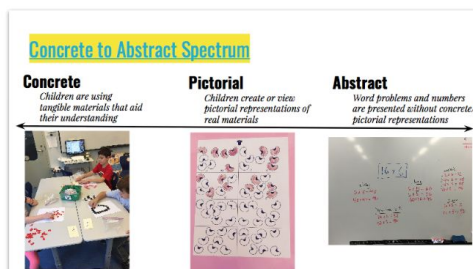 Concrete to Abstract Spectrum
Concrete
Children are using
tangible materials that aid
their understanding
Pictorial
Children create or view
pictorial representations of
real materials
Abstract
Word problems and numbers
are presented without concrete
pictorial representations